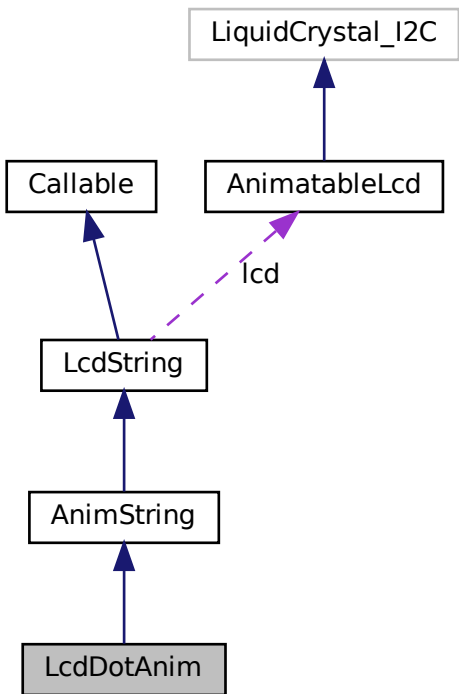 LiquidCrystal_I2C
Callable
AnimatableLcd
lcd
LcdString
AnimString
LcdDotAnim